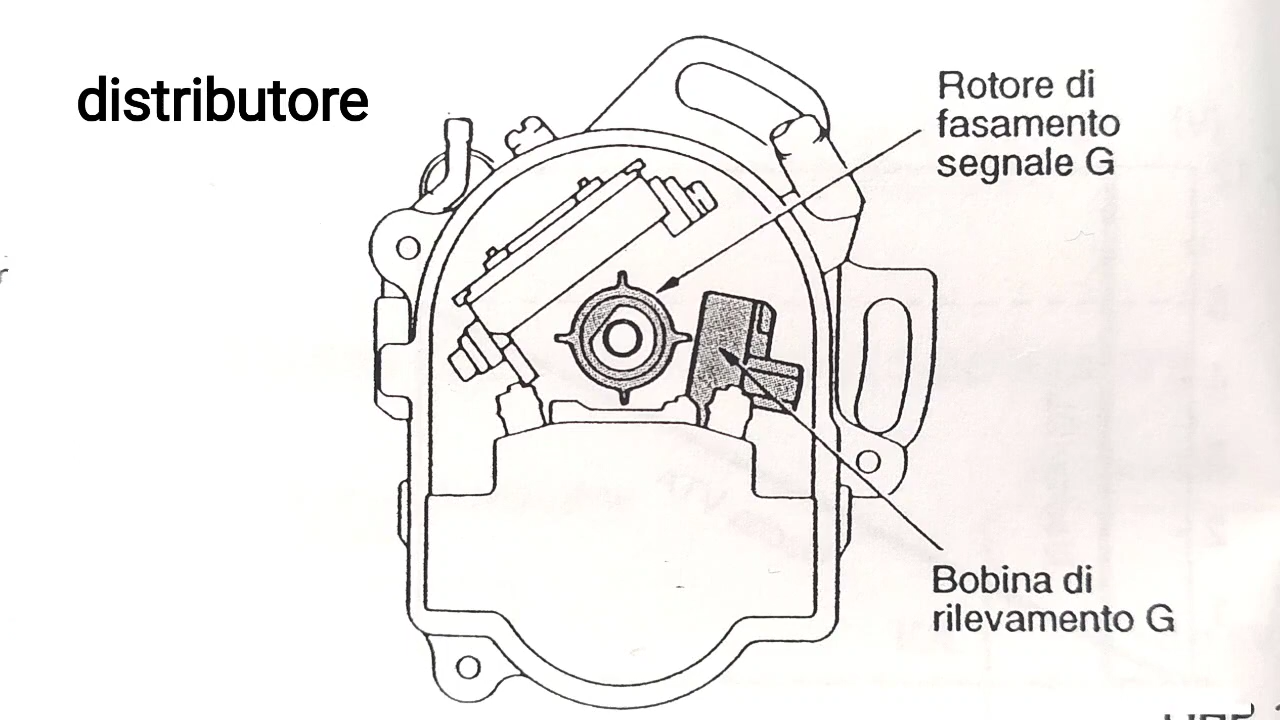 distributore
Rotore di
fasamento
segnale G
Bobina di
rilevamento G